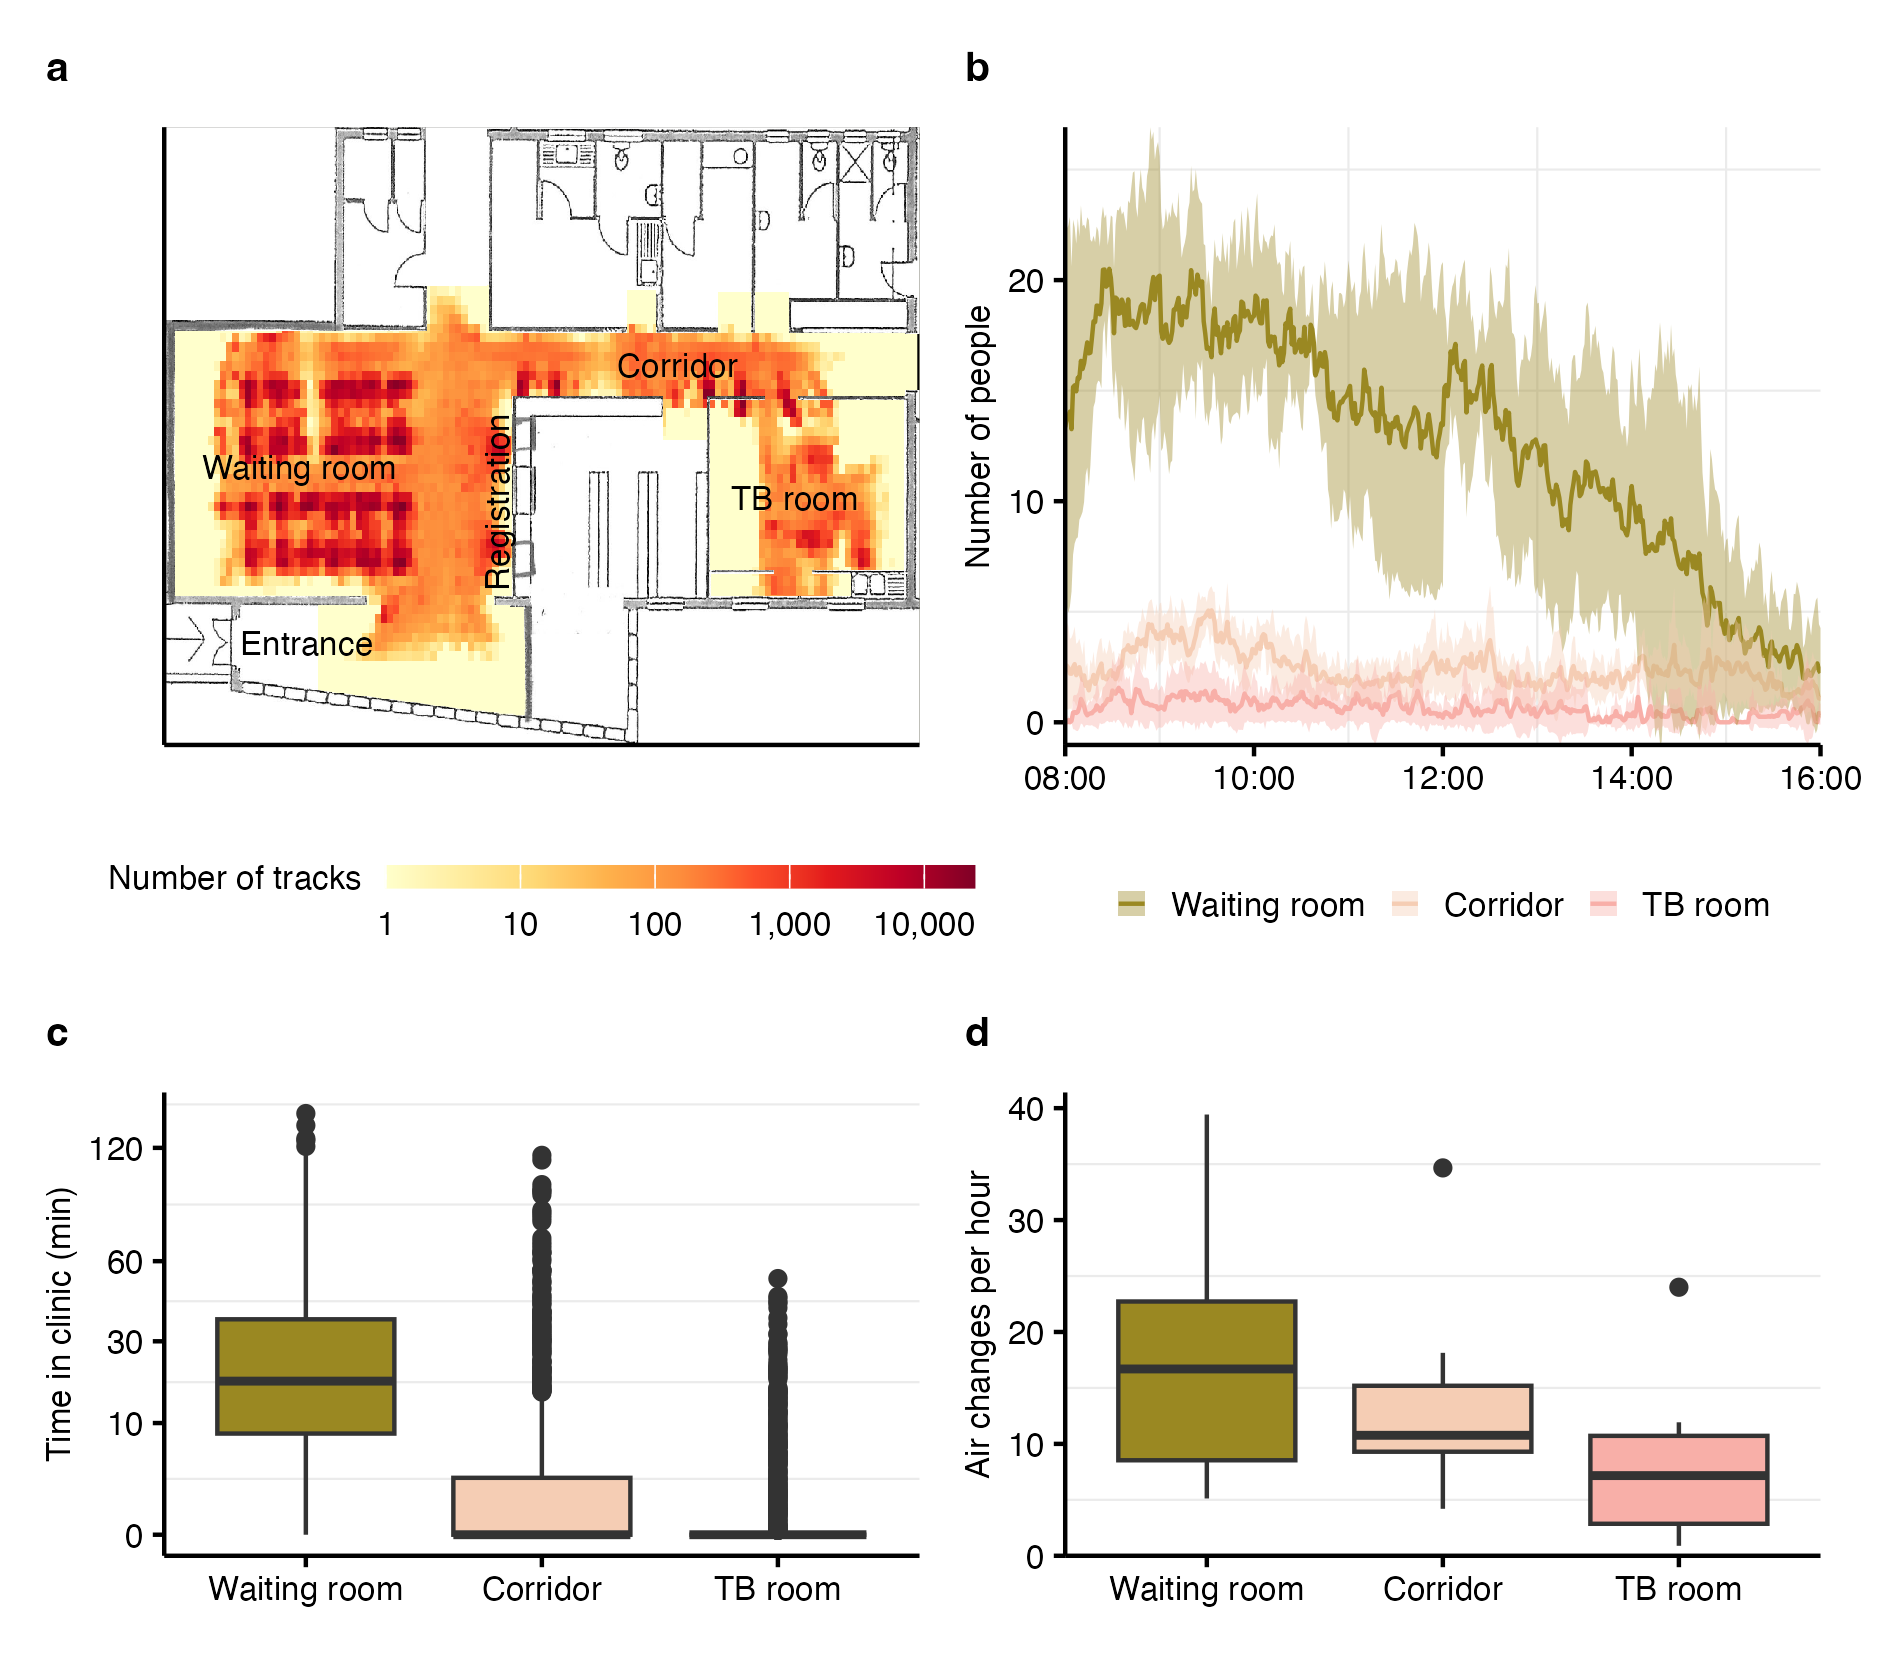 a
Waiting room
Corridor
Registration
TB room
Entrance
Number of tracks
1 10 100 1,000 10,000
b
Number of people
20
10
0
08:00 10:00 12:00 14:00 16:00
Waiting room Corridor TB room
c
Time in clinic (min)
120
60
30
10
0
Waiting room Corridor TB room
d
Air changes per hour
40
30
20
10
0
Waiting room Corridor TB room